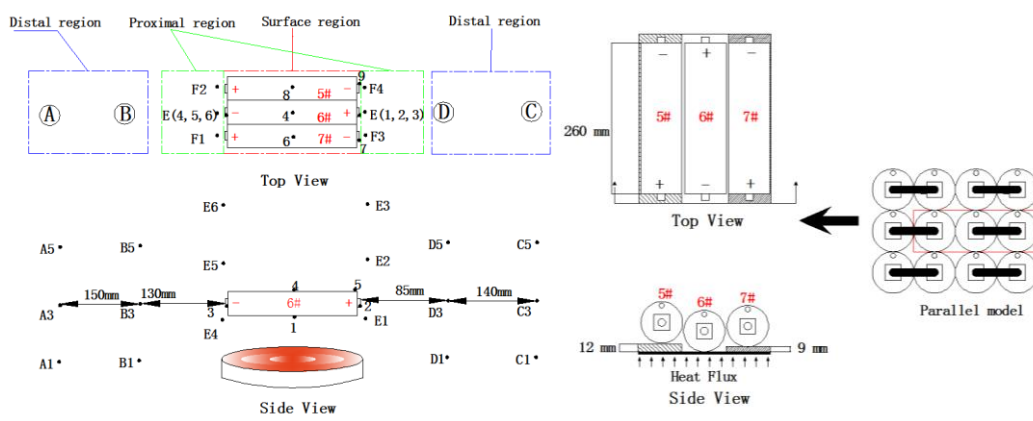 Distal region
Proximal region
Surface region
Distal region
A
B
F2
E(4, 5, 6)
F1
+
8
5#
−
−
4
6#
+
+
6
7#
−
9
F4
E(1, 2, 3)
F3
7
D
C
Top View
E6
E3
A5
B5
E5
E2
D5
C5
150mm
130mm
4
5
−
6#
+
85mm
140mm
A3
B3
3
2
D3
C3
E4
1
E1
A1
B1
D1
C1
Side View
−
+
−
260 mm
5#
6#
7#
+
−
+
Top View
5#
6#
7#
12 mm
9 mm
Heat Flux
Side View
Parallel model